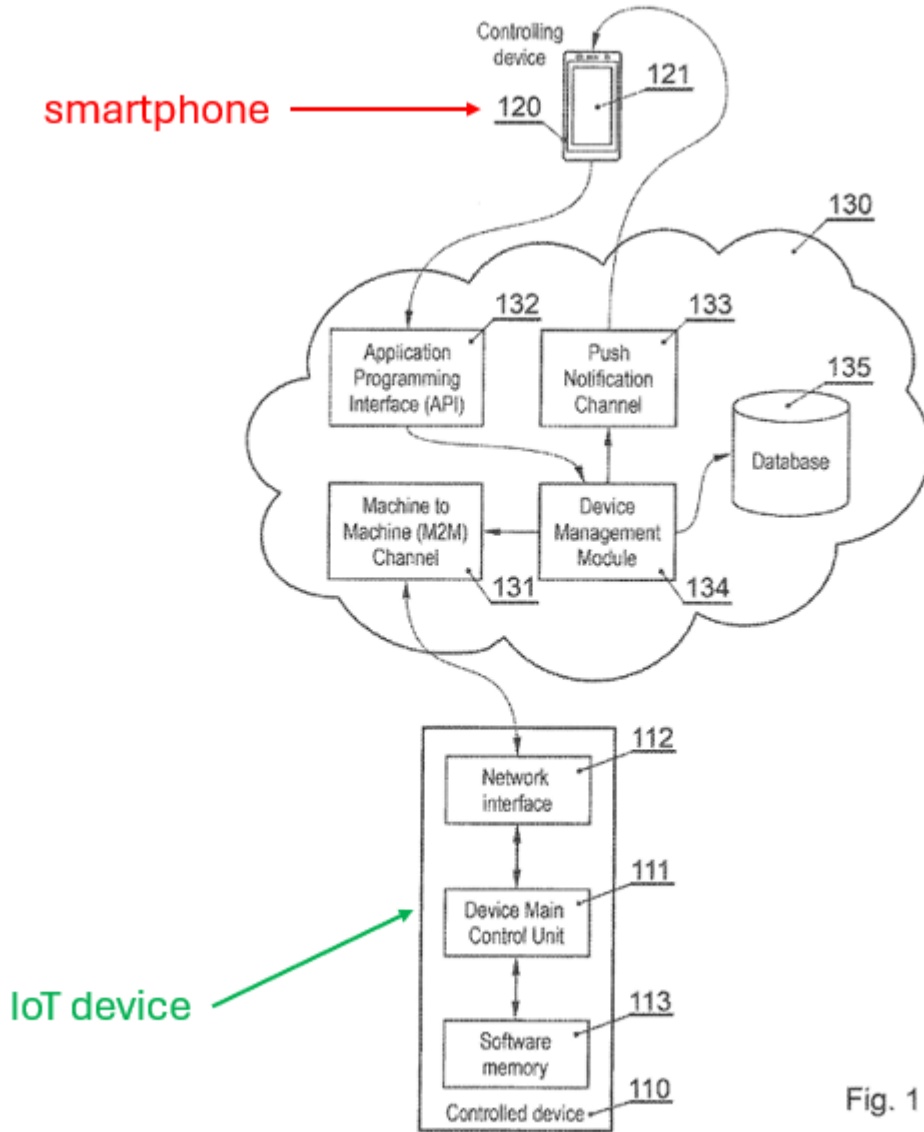 Controlling
device
121
smartphone
120
130
132
133
Application
Programming
Interface (API)
Push
Notification
Channel
135
Database
Machine to
Machine (M2M)
Channel
Device
Management
Module
131
134
112
Network
interface
111
Device Main
Control Unit
IoT device
113
Software
memory
Controlled device
110
Fig. 1